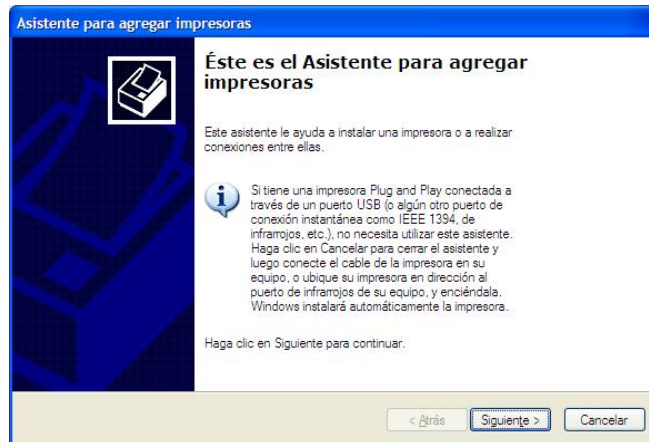 Asistente para agregar impresoras
Éste es el Asistente para agregar
impresoras
Este asistente le ayuda a instalar una impresora o a realizar
conexiones entre ellas.
Si tiene una impresora Plug and Play conectada a
través de un puerto USB (o algún otro puerto de
conexión instantánea como IEEE 1394, de
infrarrojos, etc.), no necesita utilizar este asistente.
Haga clic en Cancelar para cerrar el asistente y
luego conecte el cable de la impresora en su
equipo, o ubique su impresora en dirección al
puerto de infrarrojos de su equipo, y enciéndala.
Windows instalará automáticamente la impresora.
Haga clic en Siguiente para continuar.
< Atrás Siguiente > Cancelar